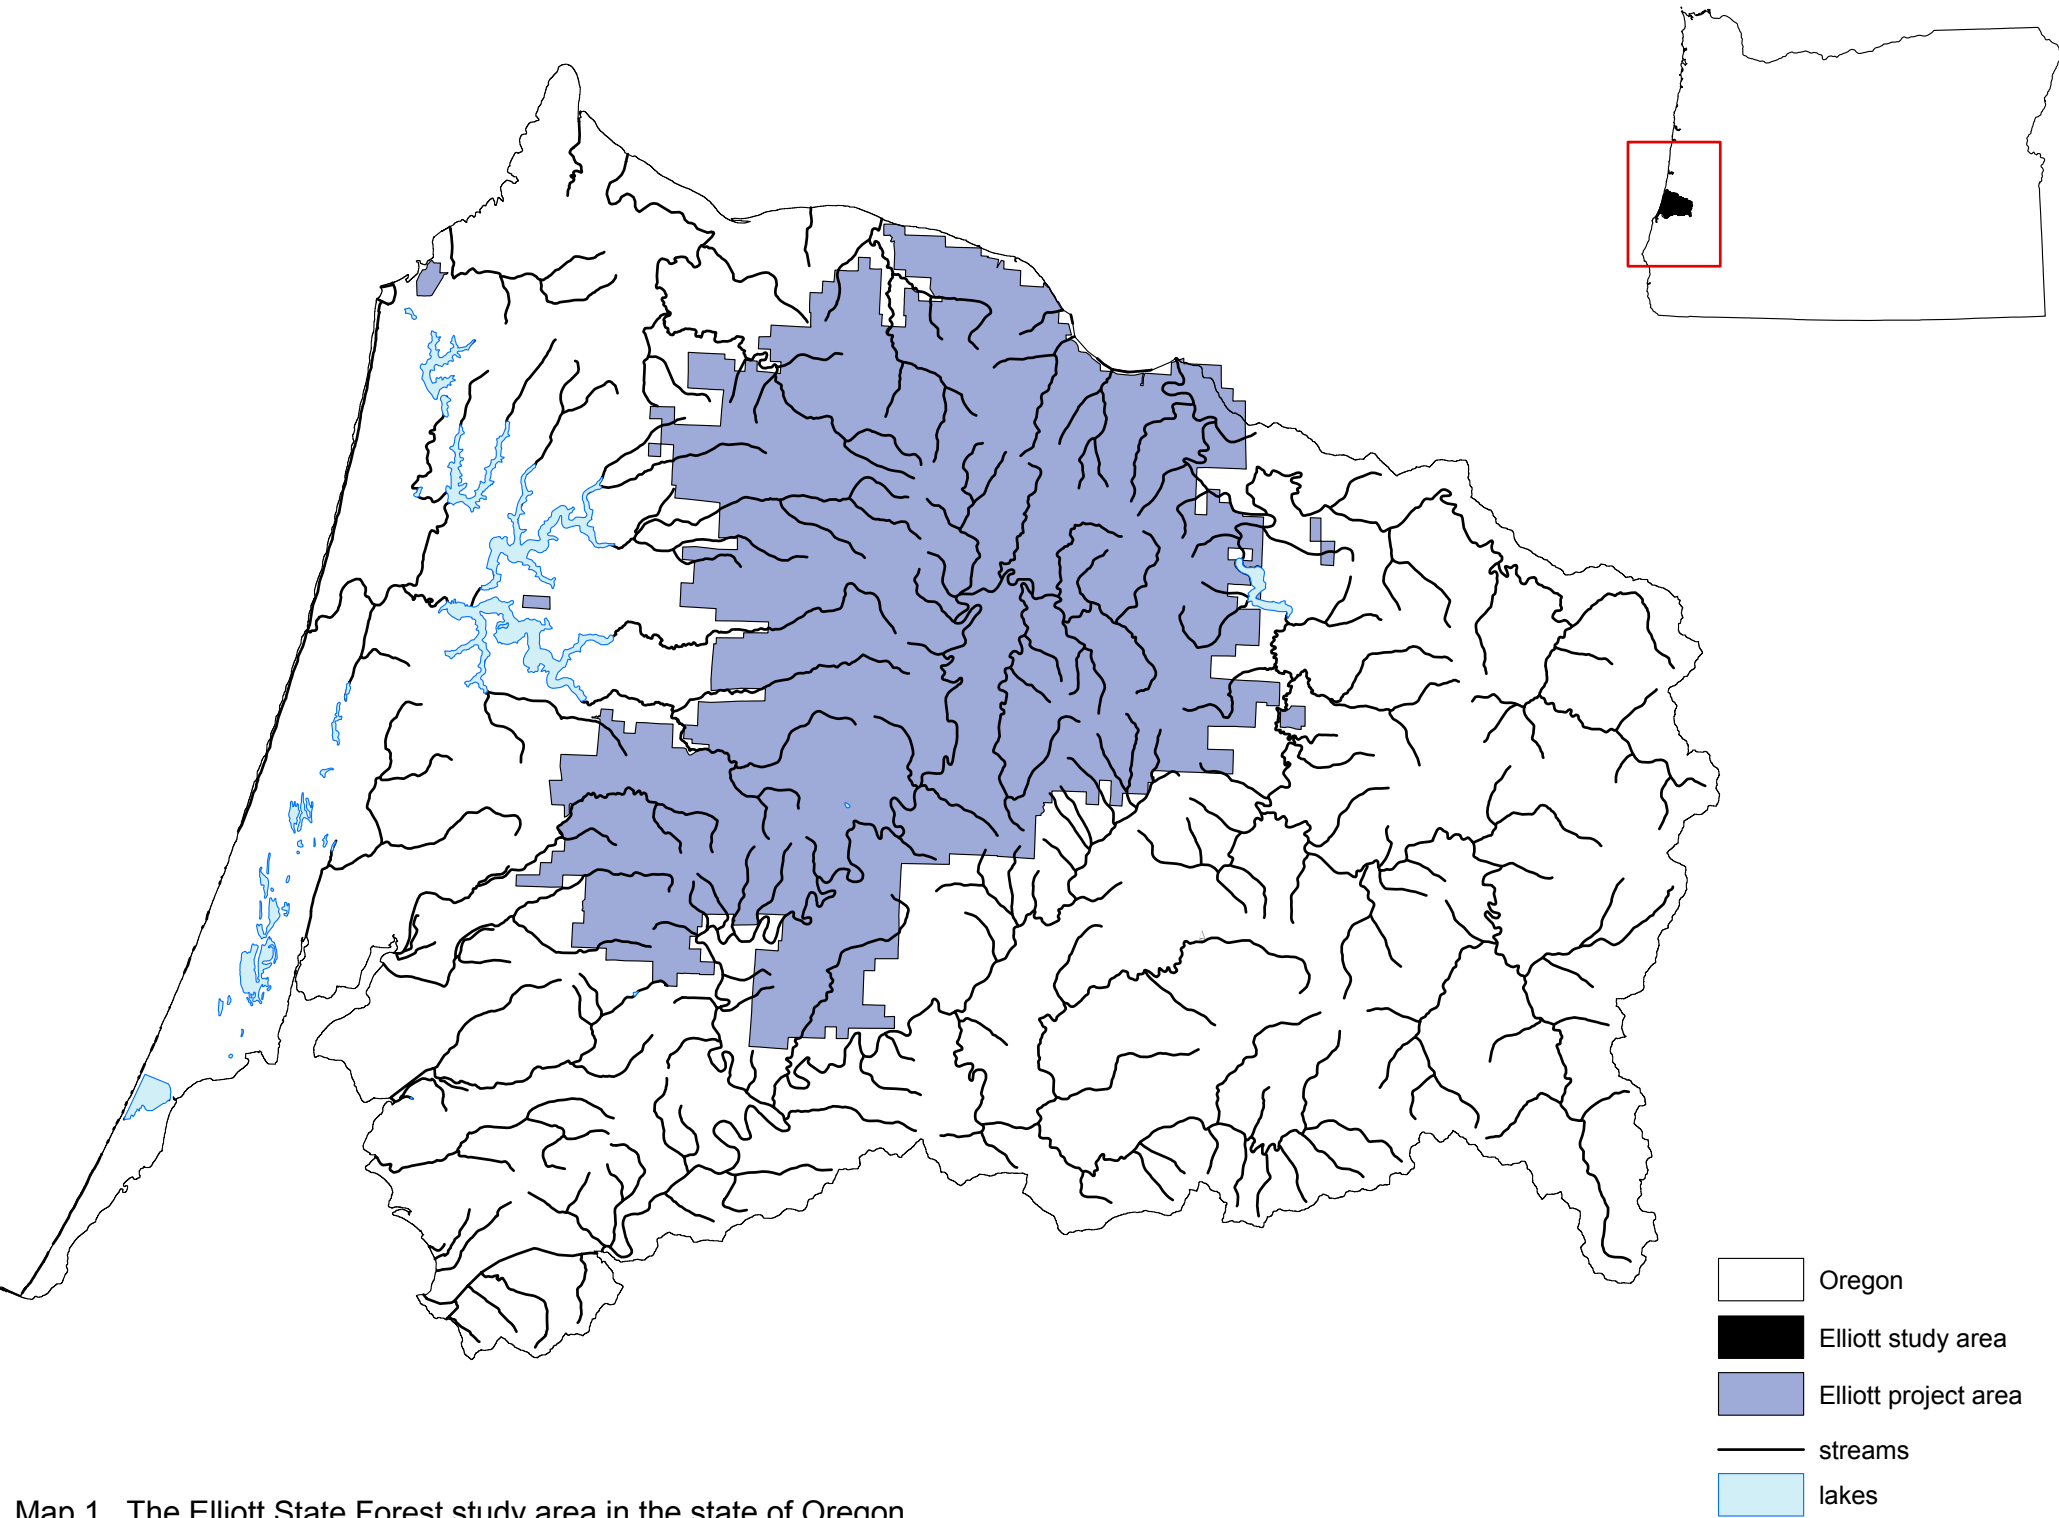 Oregon
Elliott study area
Elliott project area
streams
lakes
Map 1. The Elliott State Forest study area in the state of Oregon